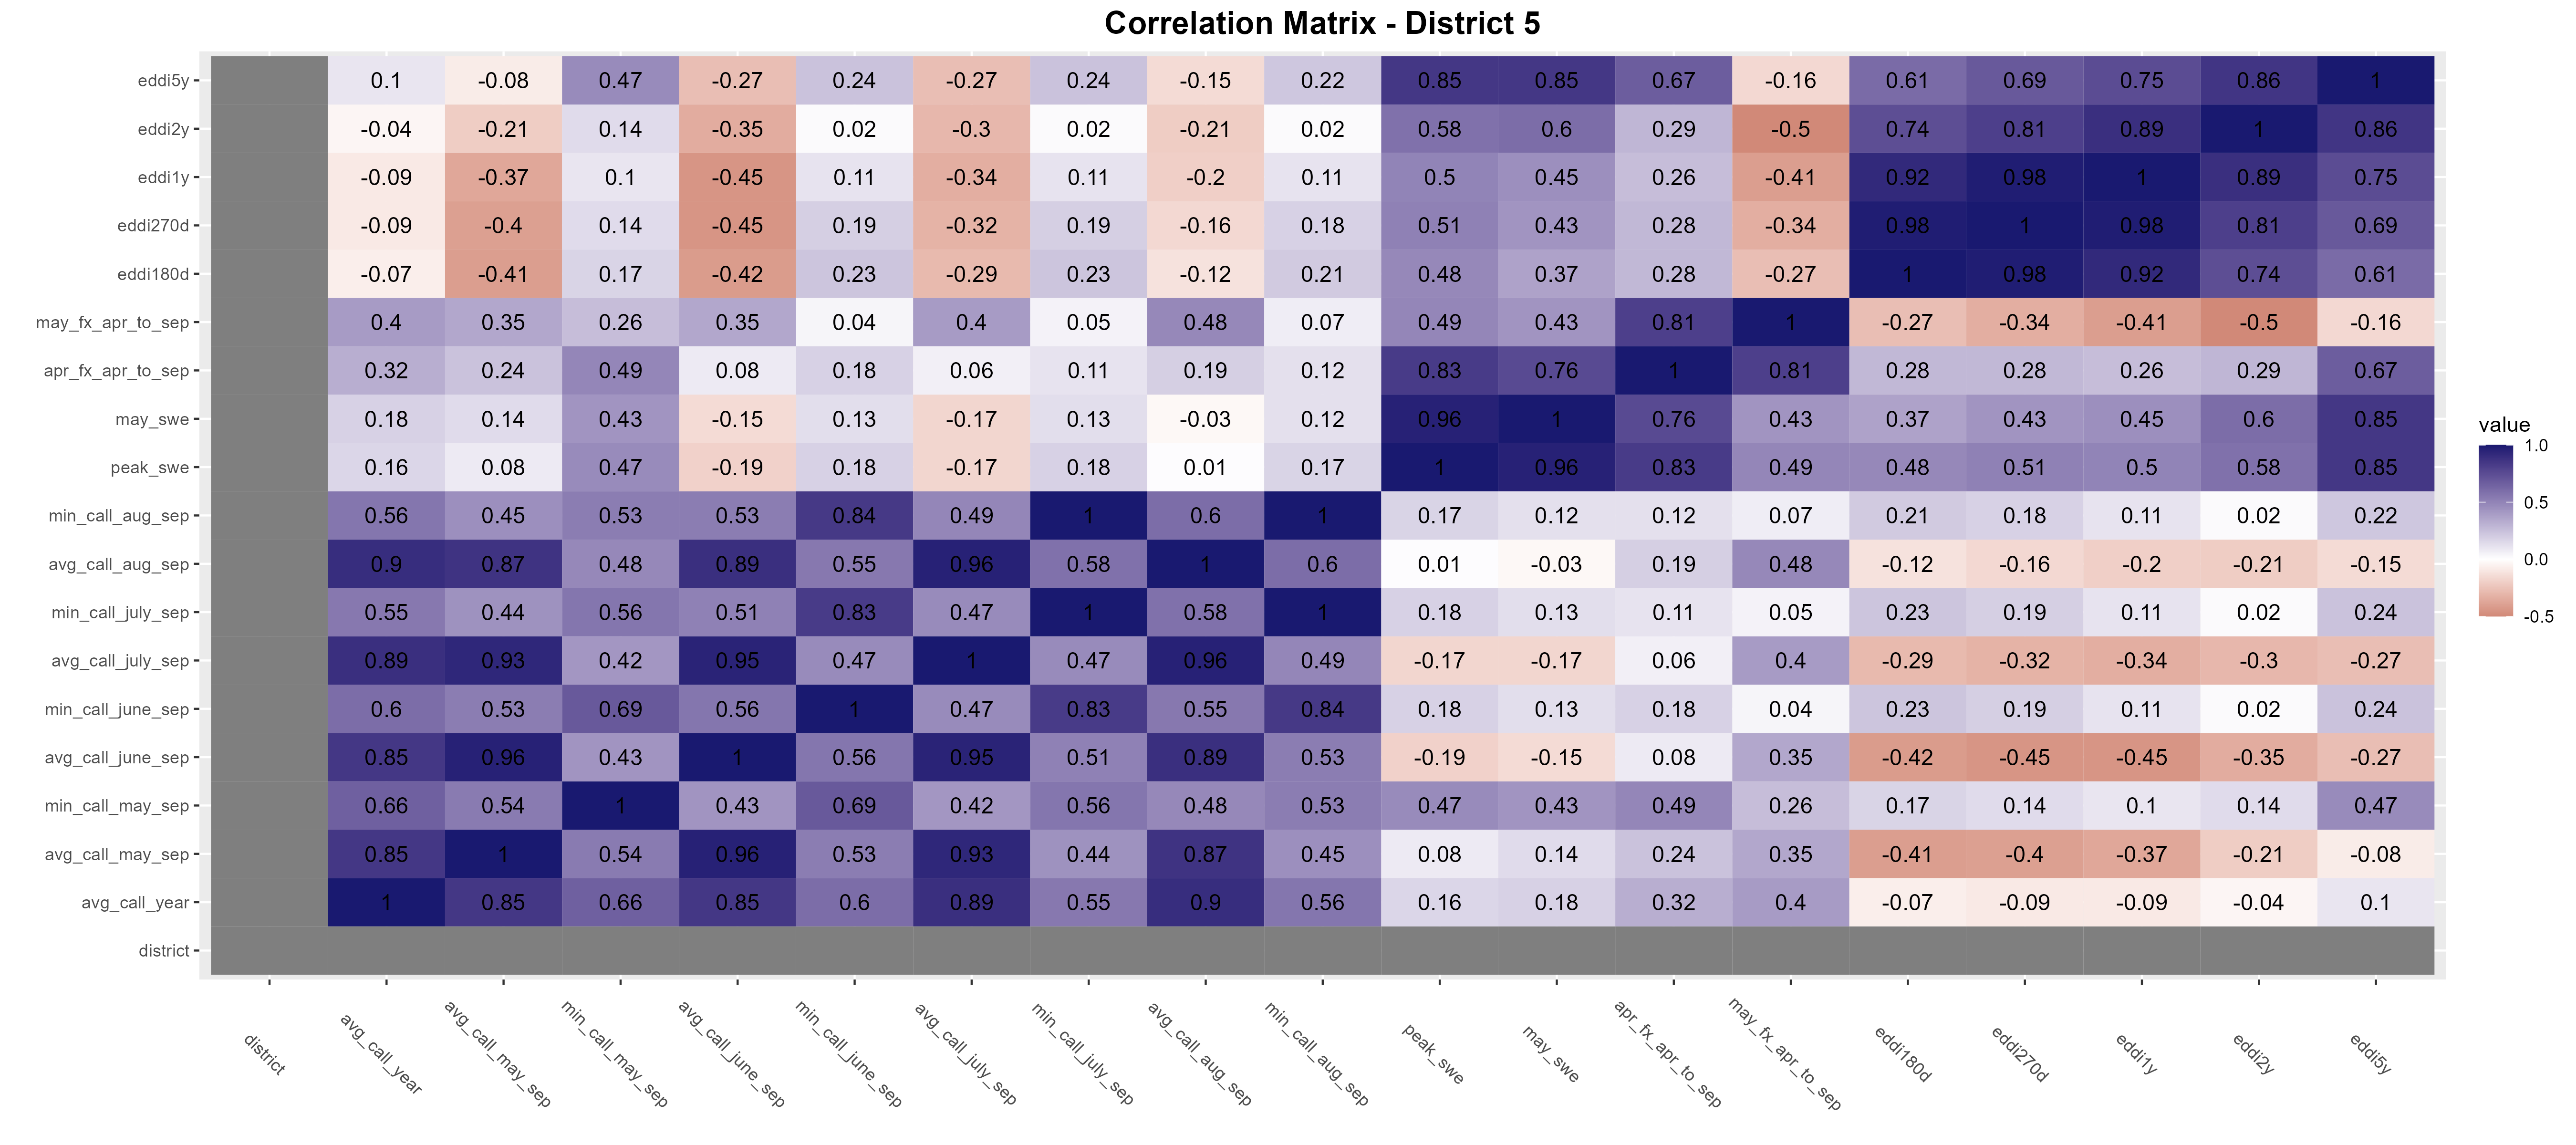 Correlation Matrix - District 5
eddi5y 0.1 -0.08 0.47 -0.27 0.24 -0.27 0.24 -0.15 0.22 0.85 0.85 0.67 -0.16 0.61 0.69 0.75 0.86 1
eddi2y -0.04 -0.21 0.14 -0.35 0.02 -0.3 0.02 -0.21 0.02 0.58 0.6 0.29 -0.5 0.74 0.81 0.89 1 0.86
eddi1y -0.09 -0.37 0.1 -0.45 0.11 -0.34 0.11 -0.2 0.11 0.5 0.45 0.26 -0.41 0.92 0.98 1 0.89 0.75
eddi270d -0.09 -0.4 0.14 -0.45 0.19 -0.32 0.19 -0.16 0.18 0.51 0.43 0.28 -0.34 0.98 1 0.98 0.81 0.69
eddi180d -0.07 -0.41 0.17 -0.42 0.23 -0.29 0.23 -0.12 0.21 0.48 0.37 0.28 -0.27 1 0.98 0.92 0.74 0.61
may_fx_apr_to_sep 0.4 0.35 0.26 0.35 0.04 0.4 0.05 0.48 0.07 0.49 0.43 0.81 1 -0.27 -0.34 -0.41 -0.5 -0.16
apr_fx_apr_to_sep 0.32 0.24 0.49 0.08 0.18 0.06 0.11 0.19 0.12 0.83 0.76 1 0.81 0.28 0.28 0.26 0.29 0.67
may_swe 0.18 0.14 0.43 -0.15 0.13 -0.17 0.13 -0.03 0.12 0.96 1 0.76 0.43 0.37 0.43 0.45 0.6 0.85
peak_swe 0.16 0.08 0.47 -0.19 0.18 -0.17 0.18 0.01 0.17 1 0.96 0.83 0.49 0.48 0.51 0.5 0.58 0.85
min_call_aug_sep 0.56 0.45 0.53 0.53 0.84 0.49 1 0.6 1 0.17 0.12 0.12 0.07 0.21 0.18 0.11 0.02 0.22
avg_call_aug_sep 0.9 0.87 0.48 0.89 0.55 0.96 0.58 1 0.6 0.01 -0.03 0.19 0.48 -0.12 -0.16 -0.2 -0.21 -0.15
min_call_july_sep 0.55 0.44 0.56 0.51 0.83 0.47 1 0.58 1 0.18 0.13 0.11 0.05 0.23 0.19 0.11 0.02 0.24
avg_call_july_sep 0.89 0.93 0.42 0.95 0.47 1 0.47 0.96 0.49 -0.17 -0.17 0.06 0.4 -0.29 -0.32 -0.34 -0.3 -0.27
min_call_june_sep 0.6 0.53 0.69 0.56 1 0.47 0.83 0.55 0.84 0.18 0.13 0.18 0.04 0.23 0.19 0.11 0.02 0.24
avg_call_june_sep 0.85 0.96 0.43 1 0.56 0.95 0.51 0.89 0.53 -0.19 -0.15 0.08 0.35 -0.42 -0.45 -0.45 -0.35 -0.27
min_call_may_sep 0.66 0.54 1 0.43 0.69 0.42 0.56 0.48 0.53 0.47 0.43 0.49 0.26 0.17 0.14 0.1 0.14 0.47
avg_call_may_sep 0.85 1 0.54 0.96 0.53 0.93 0.44 0.87 0.45 0.08 0.14 0.24 0.35 -0.41 -0.4 -0.37 -0.21 -0.08
avg_call_year 1 0.85 0.66 0.85 0.6 0.89 0.55 0.9 0.56 0.16 0.18 0.32 0.4 -0.07 -0.09 -0.09 -0.04 0.1
district
district avg_call_year avg_call_may_sep min_call_may_sep avg_call_june_sep min_call_june_sep avg_call_july_sep min_call_july_sep avg_call_aug_sep min_call_aug_sep peak_swe may_swe apr_fx_apr_to_sep may_fx_apr_to_sep eddi180d eddi270d eddi1y eddi2y eddi5y
value
1.0
0.5
0.0
-0.5